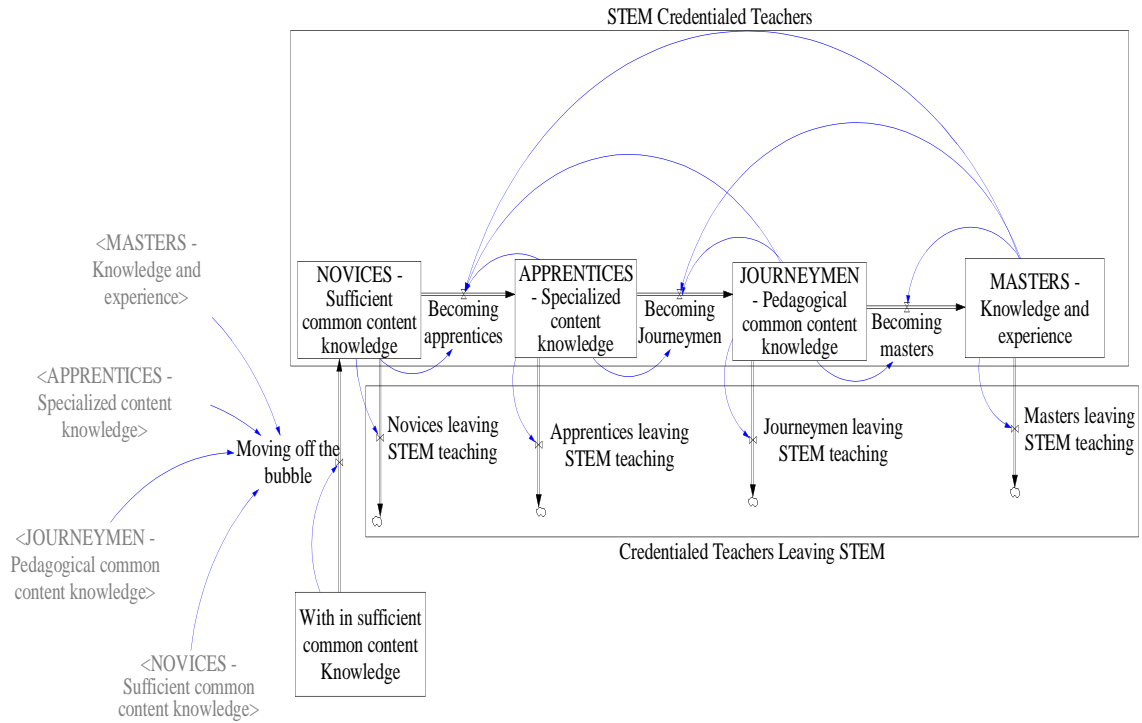 STEM Credentialed Teachers
<MASTERS -
Knowledge and
experience>
NOVICES -
Sufficient
common content
knowledge
Becoming
apprentices
APPRENTICES
- Specialized
content
knowledge
Becoming
Journeymen
JOURNEYMEN
- Pedagogical
common content
knowledge
Becoming
masters
MASTERS -
Knowledge and
experience
<APPRENTICES -
Specialized content
knowledge>
Moving off the
bubble
Novices leaving
STEM teaching
Apprentices leaving
STEM teaching
Journeymen leaving
STEM teaching
Masters leaving
STEM teaching
<JOURNEYMEN -
Pedagogical common
content knowledge>
Credentialed Teachers Leaving STEM
With in sufficient
common content
Knowledge
<NOVICES -
Sufficient common
content knowledge>